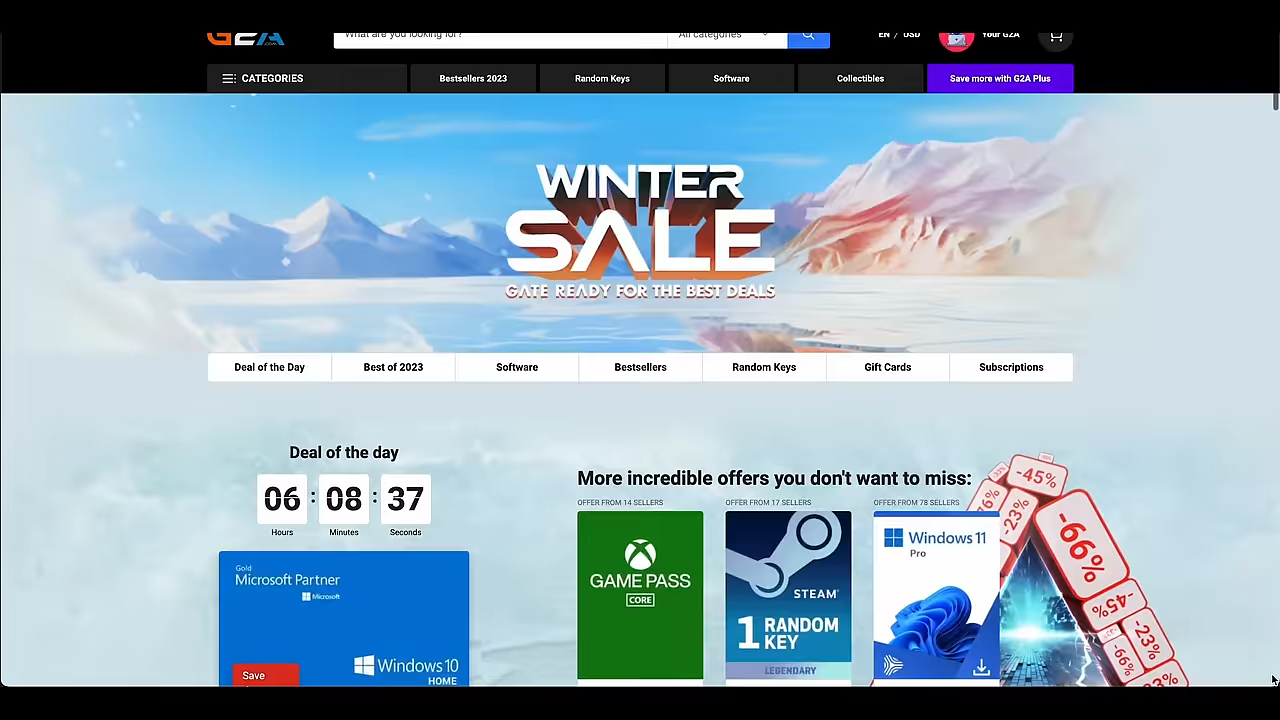 G2A
.COM
What are you looking for?
All categories
EN / USD
Your G2A
CATEGORIES
Bestsellers 2023
Random Keys
Software
Collectibles
Save more with G2A Plus
WINTER
SALE
GATE READY FOR THE BEST DEALS
Deal of the Day
Best of 2023
Software
Bestsellers
Random Keys
Gift Cards
Subscriptions
Deal of the day
06 : 08 : 37
Hours
Minutes
Seconds
Gold
Microsoft Partner
Microsoft
Windows 10
HOME
Save
More incredible offers you don't want to miss:
OFFER FROM 14 SELLERS
OFFER FROM 17 SELLERS
OFFER FROM 78 SELLERS
GAME PASS
CORE
STEAM
1 RANDOM
KEY
LEGENDARY
Windows 11
Pro
-45%
-23%
-66%
-45%
-23%
-66%